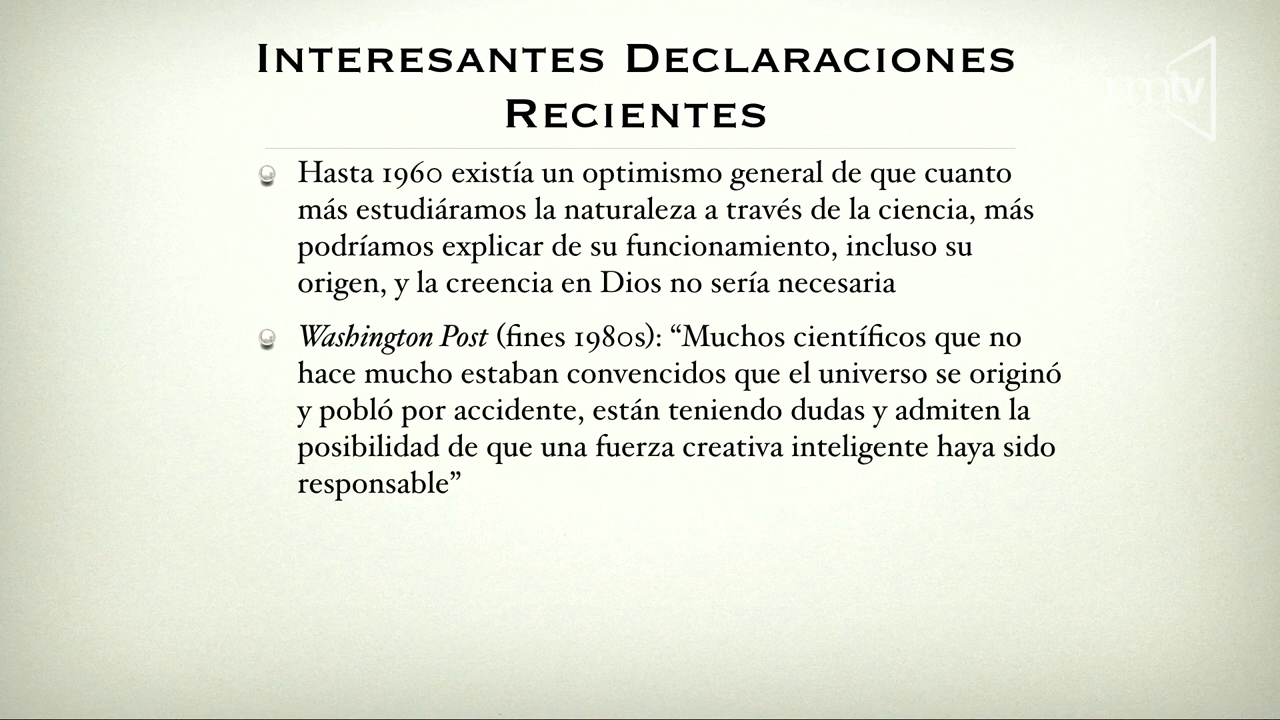 INTERESANTES DECLARACIONES
RECIENTES
Hasta 1960 existía un optimismo general de que cuanto
más estudiáramos la naturaleza a través de la ciencia, más
podríamos explicar de su funcionamiento, incluso su
origen, y la creencia en Dios no sería necesaria
Washington Post (fines 1980s): “Muchos científicos que no
hace mucho estaban convencidos que el universo se originó
y pobló por accidente, están teniendo dudas y admiten la
posibilidad de que una fuerza creativa inteligente haya sido
responsable”